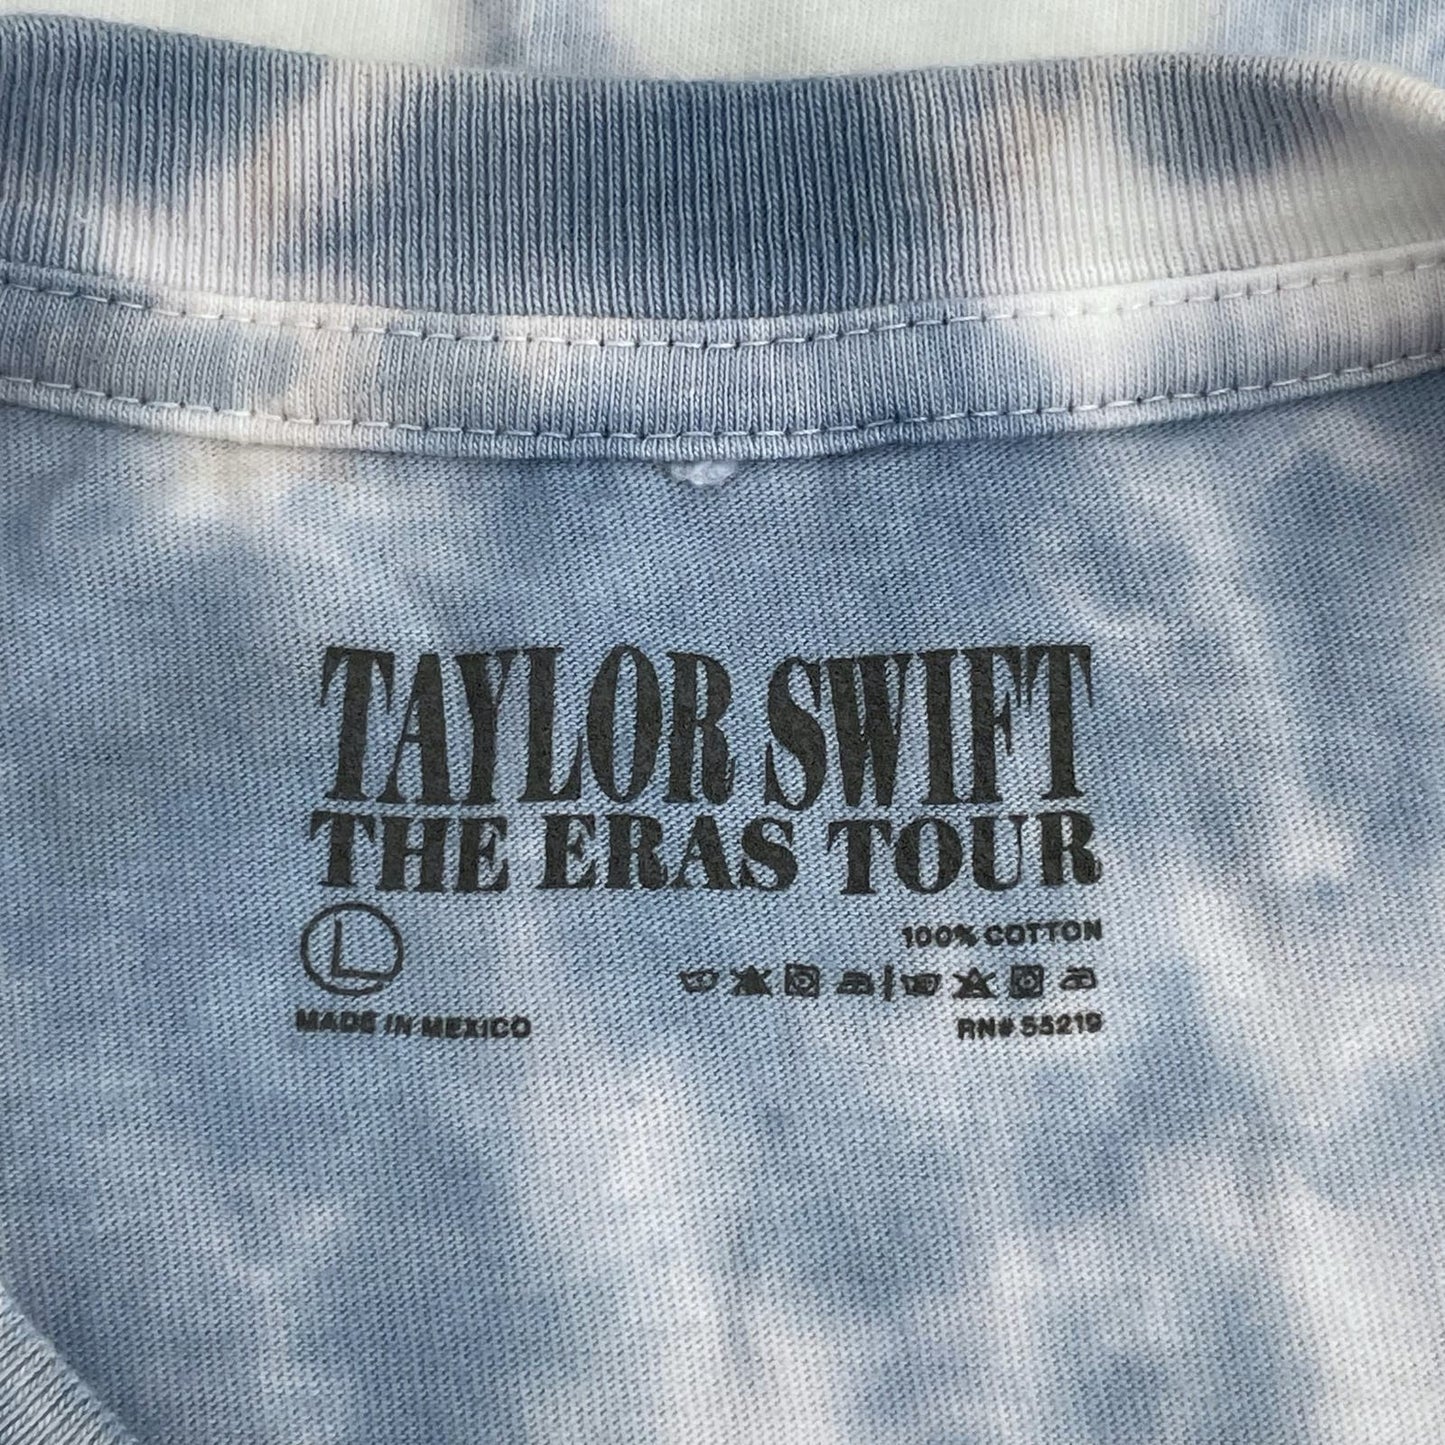 TAYLOR SWIFT
THE ERAS TOUR
L
100% COTTON
MADE IN MEXICO
RN# 55219